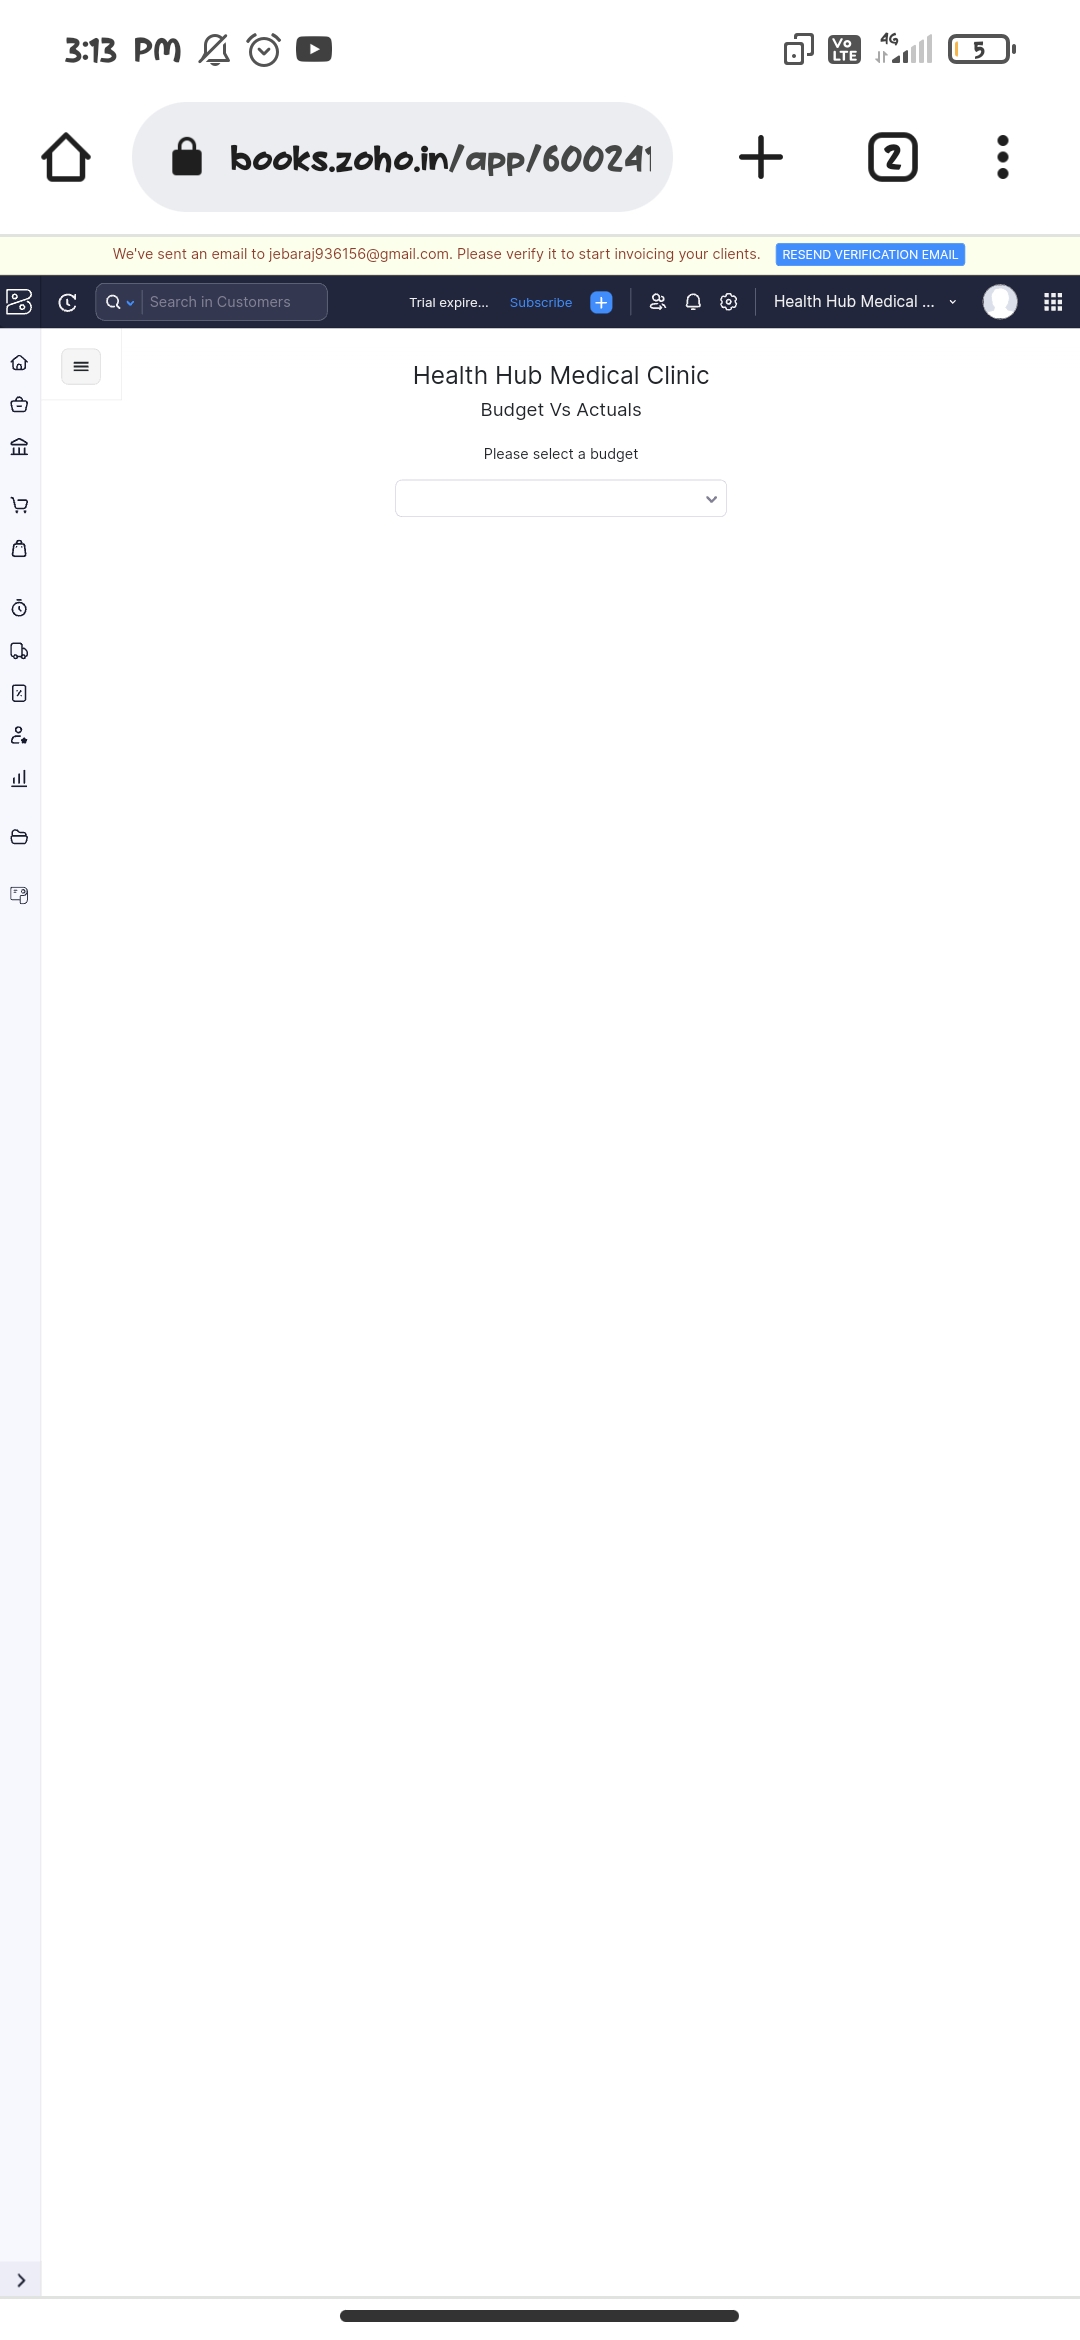 3:13 PM
Vo LTE
4G
5
books.zoho.in/app/600241
2
We've sent an email to jebaraj936156@gmail.com. Please verify it to start invoicing your clients.
RESEND VERIFICATION EMAIL
Search in Customers
Trial expire...
Subscribe
Health Hub Medical ...
Health Hub Medical Clinic
Budget Vs Actuals
Please select a budget